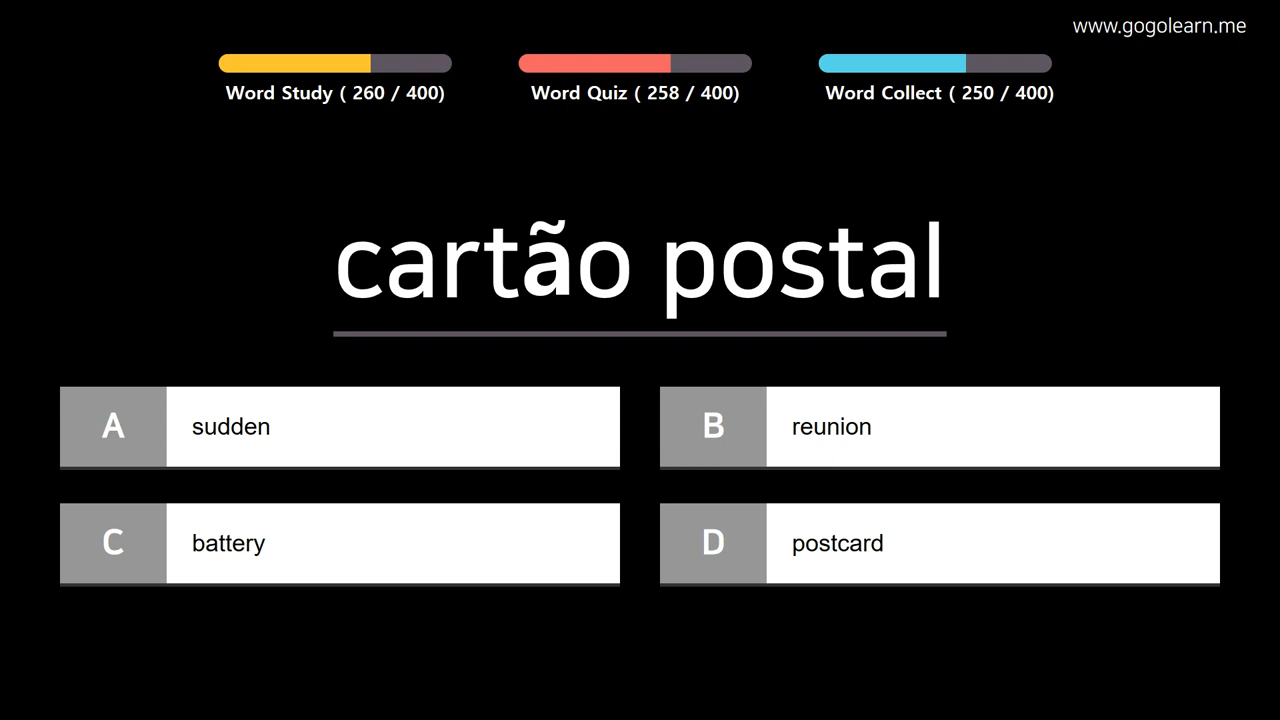 www.gogolearn.me
Word Study ( 260 / 400)
Word Quiz ( 258 / 400)
Word Collect ( 250 / 400)
cartão postal
A sudden
B reunion
C battery
D postcard